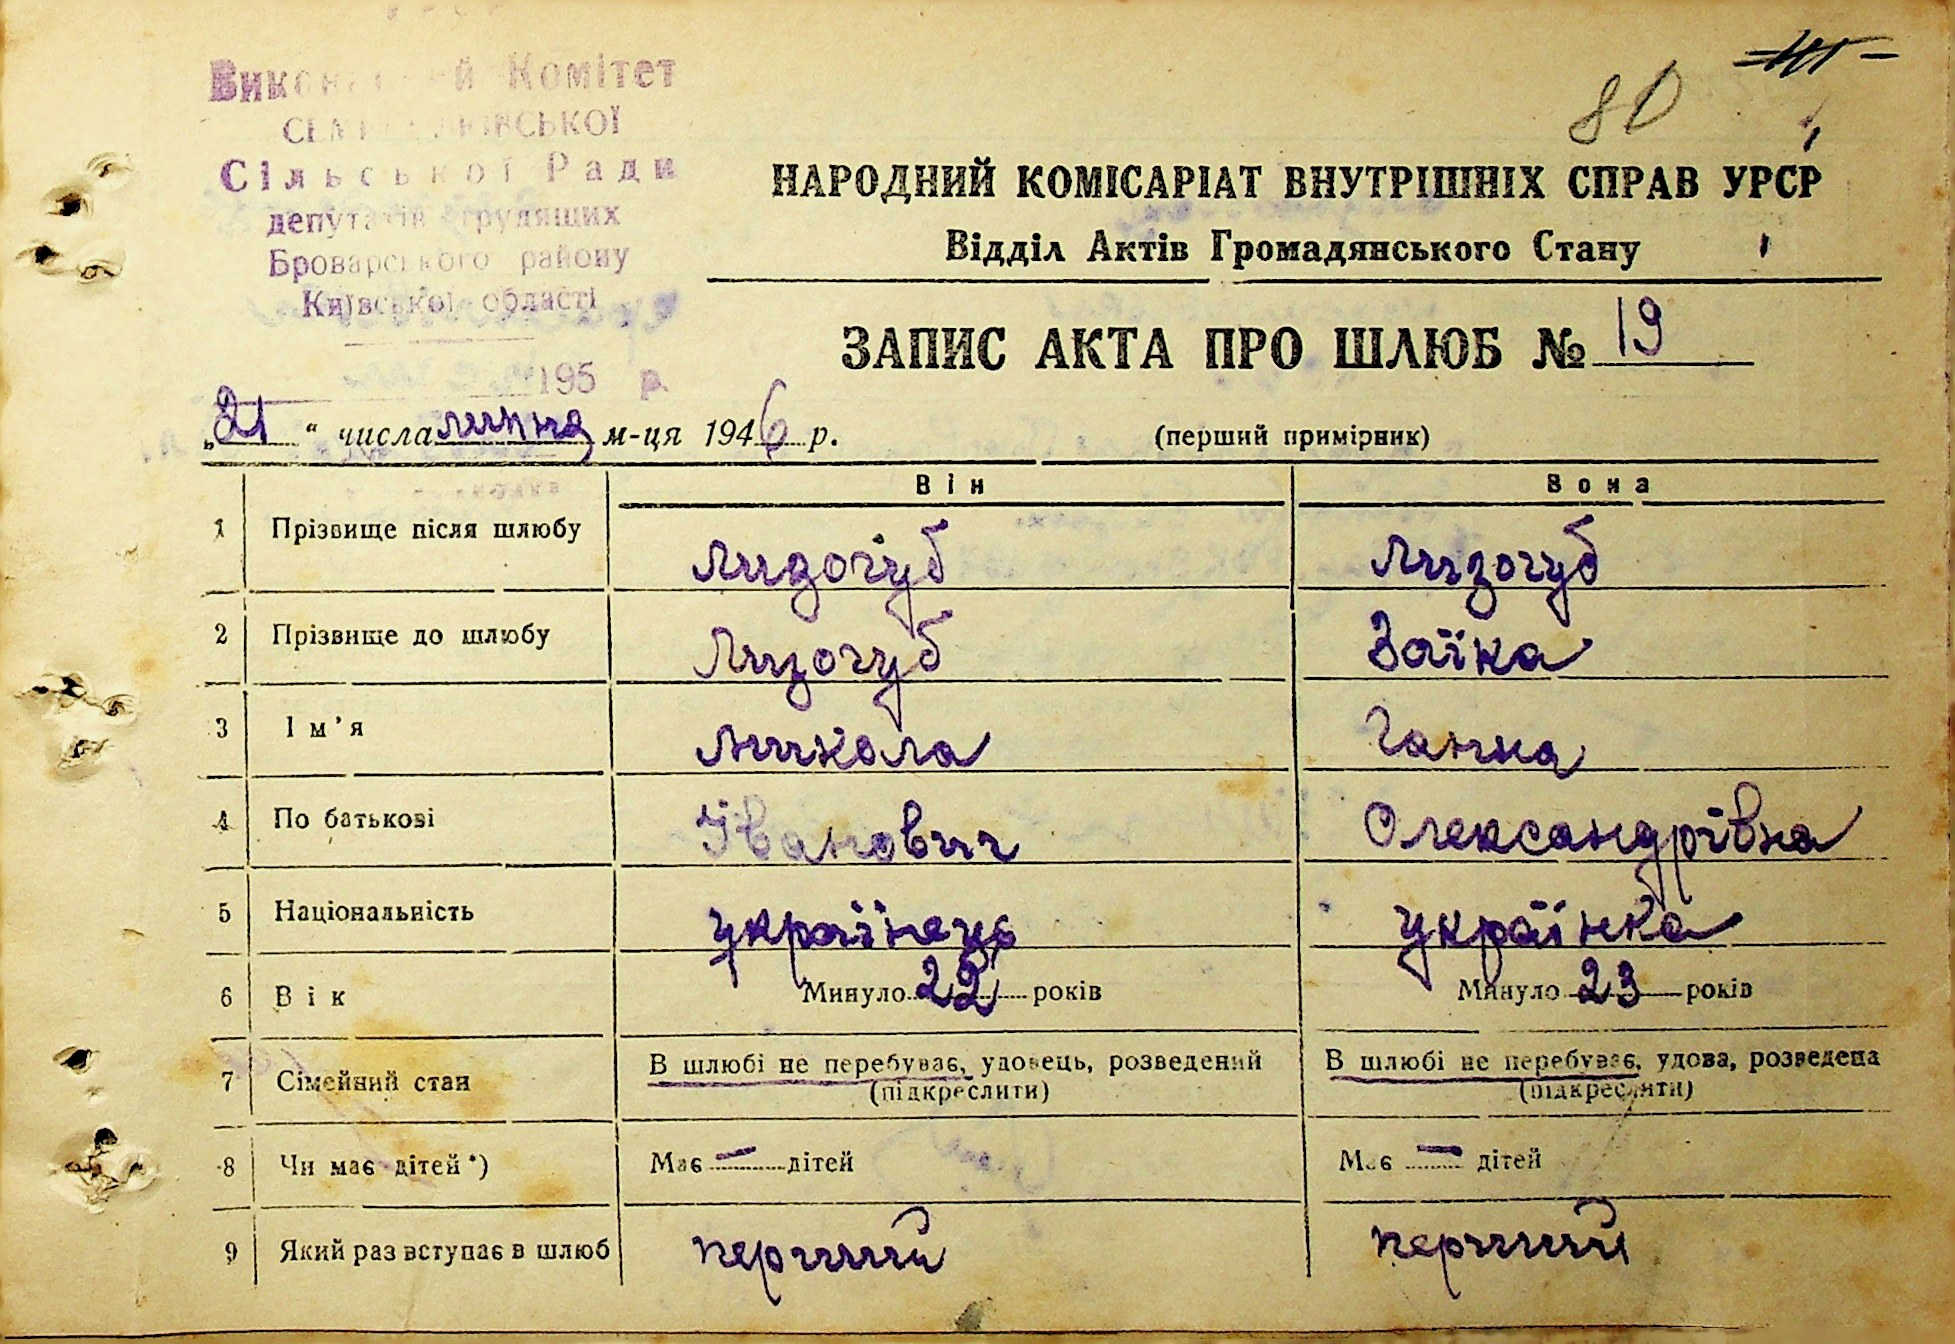 80
Виконавчий Комітет
Сільської Ради
депутатів трудящих
Броварського району
Київської області
195 р.
НАРОДНИЙ КОМІСАРІАТ ВНУТРІШНІХ СПРАВ УРСР
Відділ Актів Громадянського Стану
ЗАПИС АКТА ПРО ШЛЮБ № 19
„21“ числа липня м-ця 1946 р.
(перший примірник)
Він Вона
1 Прізвище після шлюбу Лизогуб Лизогуб
2 Прізвище до шлюбу Лизогуб Заїка
3 Ім’я Микола Ганна
4 По батькові Іванович Олександрівна
5 Національність українець українка
6 Вік Минуло 22 років Минуло 23 років
7 Сімейний стан В шлюбі не перебуває, удовець, розведений В шлюбі не перебуває, удова, розведена
(підкреслити) (підкреслити)
8 Чи має дітей*) Має — дітей Має — дітей
9 Який раз вступає в шлюб перший перший